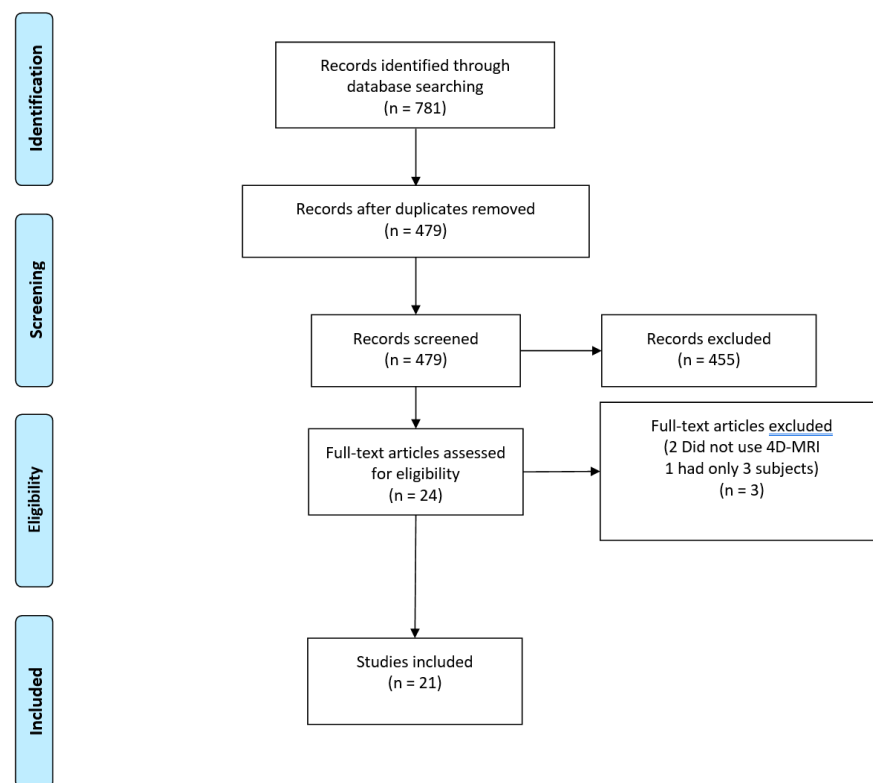 Identification
Records identified through
database searching
(n = 781)
Records after duplicates removed
(n = 479)
Screening
Records screened
(n = 479)
Records excluded
(n = 455)
Eligibility
Full-text articles assessed
for eligibility
(n = 24)
Full-text articles excluded
(2 Did not use 4D-MRI
1 had only 3 subjects)
(n = 3)
Included
Studies included
(n = 21)